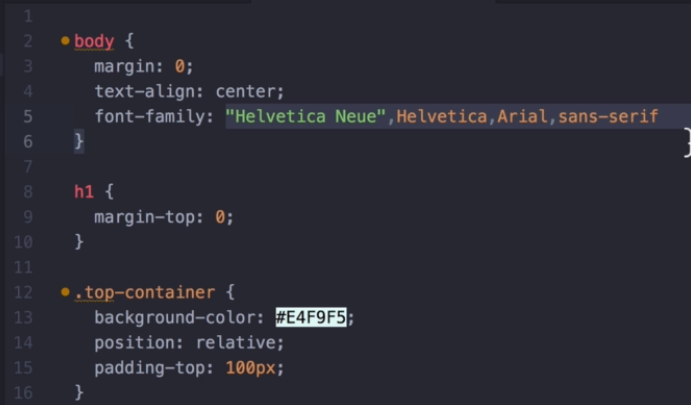 1
2 body {
3 margin: 0;
4 text-align: center;
5 font-family: "Helvetica Neue",Helvetica,Arial,sans-serif
6 }
7
8 h1 {
9 margin-top: 0;
10 }
11
12 .top-container {
13 background-color: #E4F9F5;
14 position: relative;
15 padding-top: 100px;
16 }